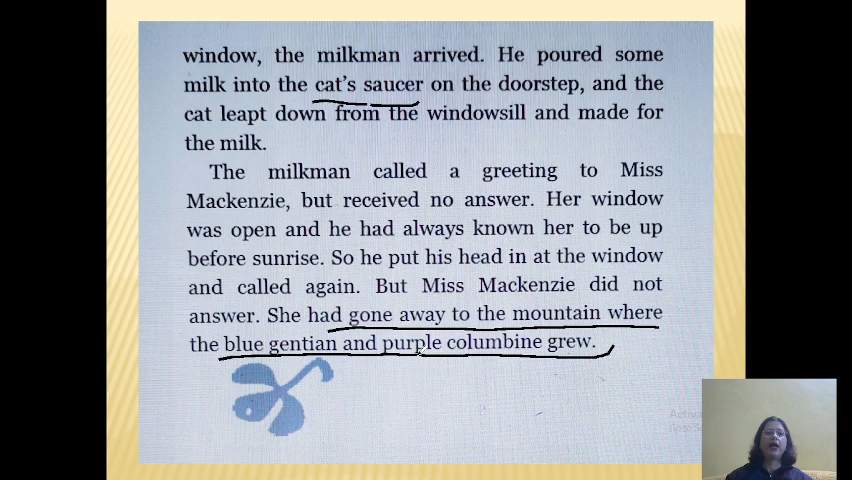 window, the milkman arrived. He poured some
milk into the cat's saucer on the doorstep, and the
cat leapt down from the windowsill and made for
the milk.
The milkman called a greeting to Miss
Mackenzie, but received no answer. Her window
was open and he had always known her to be up
before sunrise. So he put his head in at the window
and called again. But Miss Mackenzie did not
answer. She had gone away to the mountain where
the blue gentian and purple columbine grew.